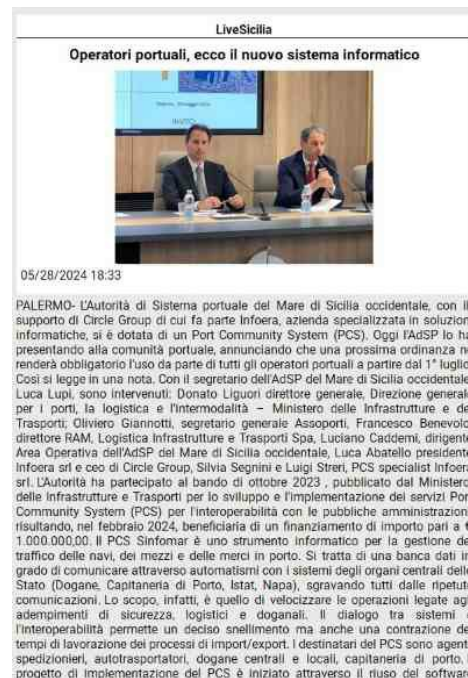 LiveSicilia
Operatori portuali, ecco il nuovo sistema informatico
INVITO
05/28/2024 18:33
PALERMO- L'Autorità di Sistema portuale del Mare di Sicilia occidentale, con il
supporto di Circle Group di cui fa parte Infoera, azienda specializzata in soluzion
informatiche, si è dotata di un Port Community System (PCS). Oggi l'AdSP lo ha
presentando alla comunità portuale, annunciando che una prossima ordinanza ne
renderà obbligatorio l'uso da parte di tutti gli operatori portuali a partire dal 1° luglio.
Così si legge in una nota. Con il segretario dell'AdSP del Mare di Sicilia occidentale
Luca Lupi, sono intervenuti: Donato Liguori direttore generale, Direzione generale
per i porti, la logistica e l'intermodalità – Ministero delle Infrastrutture e de
Trasporti; Oliviero Giannotti, segretario generale Assoporti, Francesco Benevolo
direttore RAM, Logistica Infrastrutture e Trasporti Spa, Luciano Caddemi, dirigente
Area Operativa dell'AdSP del Mare di Sicilia occidentale, Luca Abatello presidente
Infoera srl e ceo di Circle Group, Silvia Segnini e Luigi Streri, PCS specialist Infoera
srl. L'Autorità ha partecipato al bando di ottobre 2023 , pubblicato dal Ministero
delle Infrastrutture e Trasporti per lo sviluppo e l'implementazione dei servizi Port
Community System (PCS) per l'interoperabilità con le pubbliche amministrazioni
risultando, nel febbraio 2024, beneficiaria di un finanziamento di importo pari a €
1.000.000,00. Il PCS Sinfomar è uno strumento informatico per la gestione de
traffico delle navi, dei mezzi e delle merci in porto. Si tratta di una banca dati in
grado di comunicare attraverso automatismi con i sistemi degli organi centrali dello
Stato (Dogane, Capitaneria di Porto, Istat, Napa), sgravando tutti dalle ripetute
comunicazioni. Lo scopo, infatti, è quello di velocizzare le operazioni legate agli
adempimenti di sicurezza, logistici e doganali. Il dialogo tra sistemi e
l'interoperabilità permette un deciso snellimento ma anche una contrazione de
tempi di lavorazione dei processi di import/export. I destinatari del PCS sono agenti
spedizionieri, autotrasportatori, dogane centrali e locali, capitaneria di porto. I
progetto di implementazione del PCS è iniziato attraverso il riuso del software